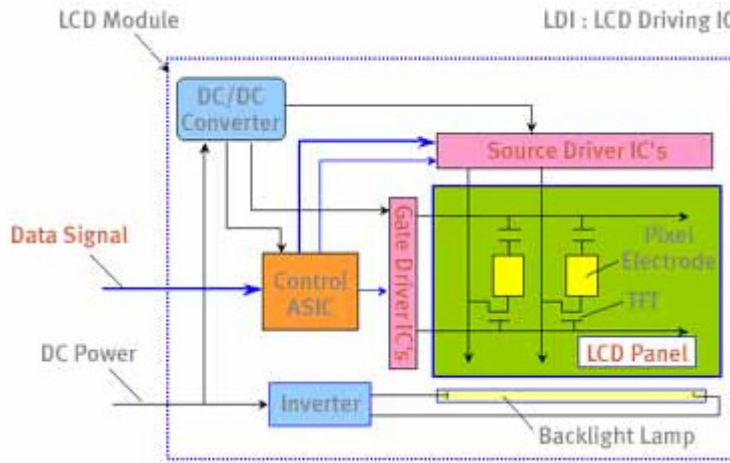 LCD Module
LDI : LCD Driving IC
DC/DC
Converter
Source Driver IC's
Data Signal
Gate Driver IC's
Pixel
Electrode
Control
ASIC
TFT
LCD Panel
DC Power
Inverter
Backlight Lamp